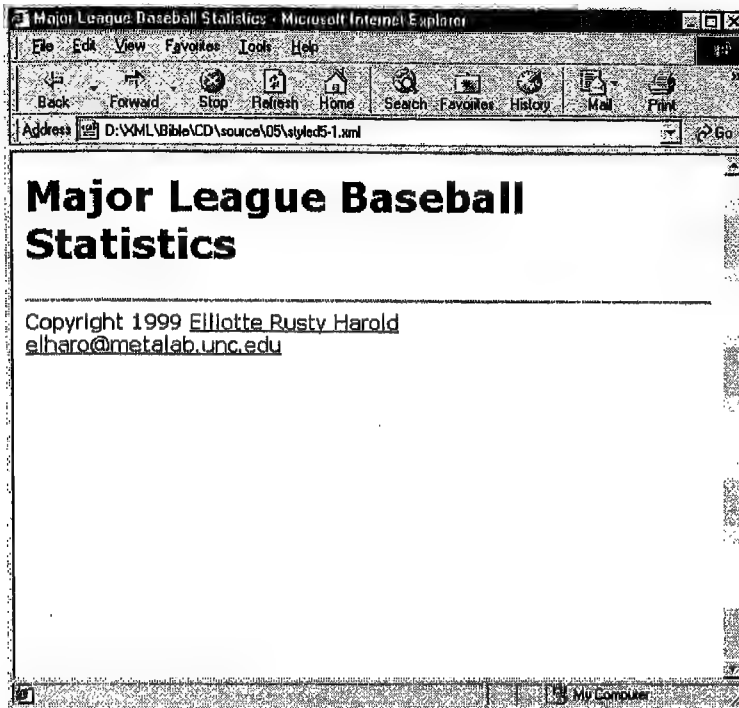 Major League Baseball Statistics - Microsoft Internet Explorer
File Edit View Favorites Tools Help
Back Forward Stop Refresh Home Search Favorites History Mail Print
Address D:\XML\Bible\CD\source\05\styled5-1.xml Go
Major League Baseball
Statistics
Copyright 1999 Elliotte Rusty Harold
elharo@metalab.unc.edu
My Computer